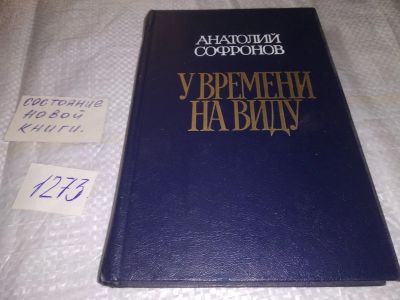 АНАТОЛИЙ
СОФРОНОВ
У ВРЕМЕНИ
НА ВИДУ
СОСТОЯНИЕ
НОВОЙ
КНИГИ.
1273